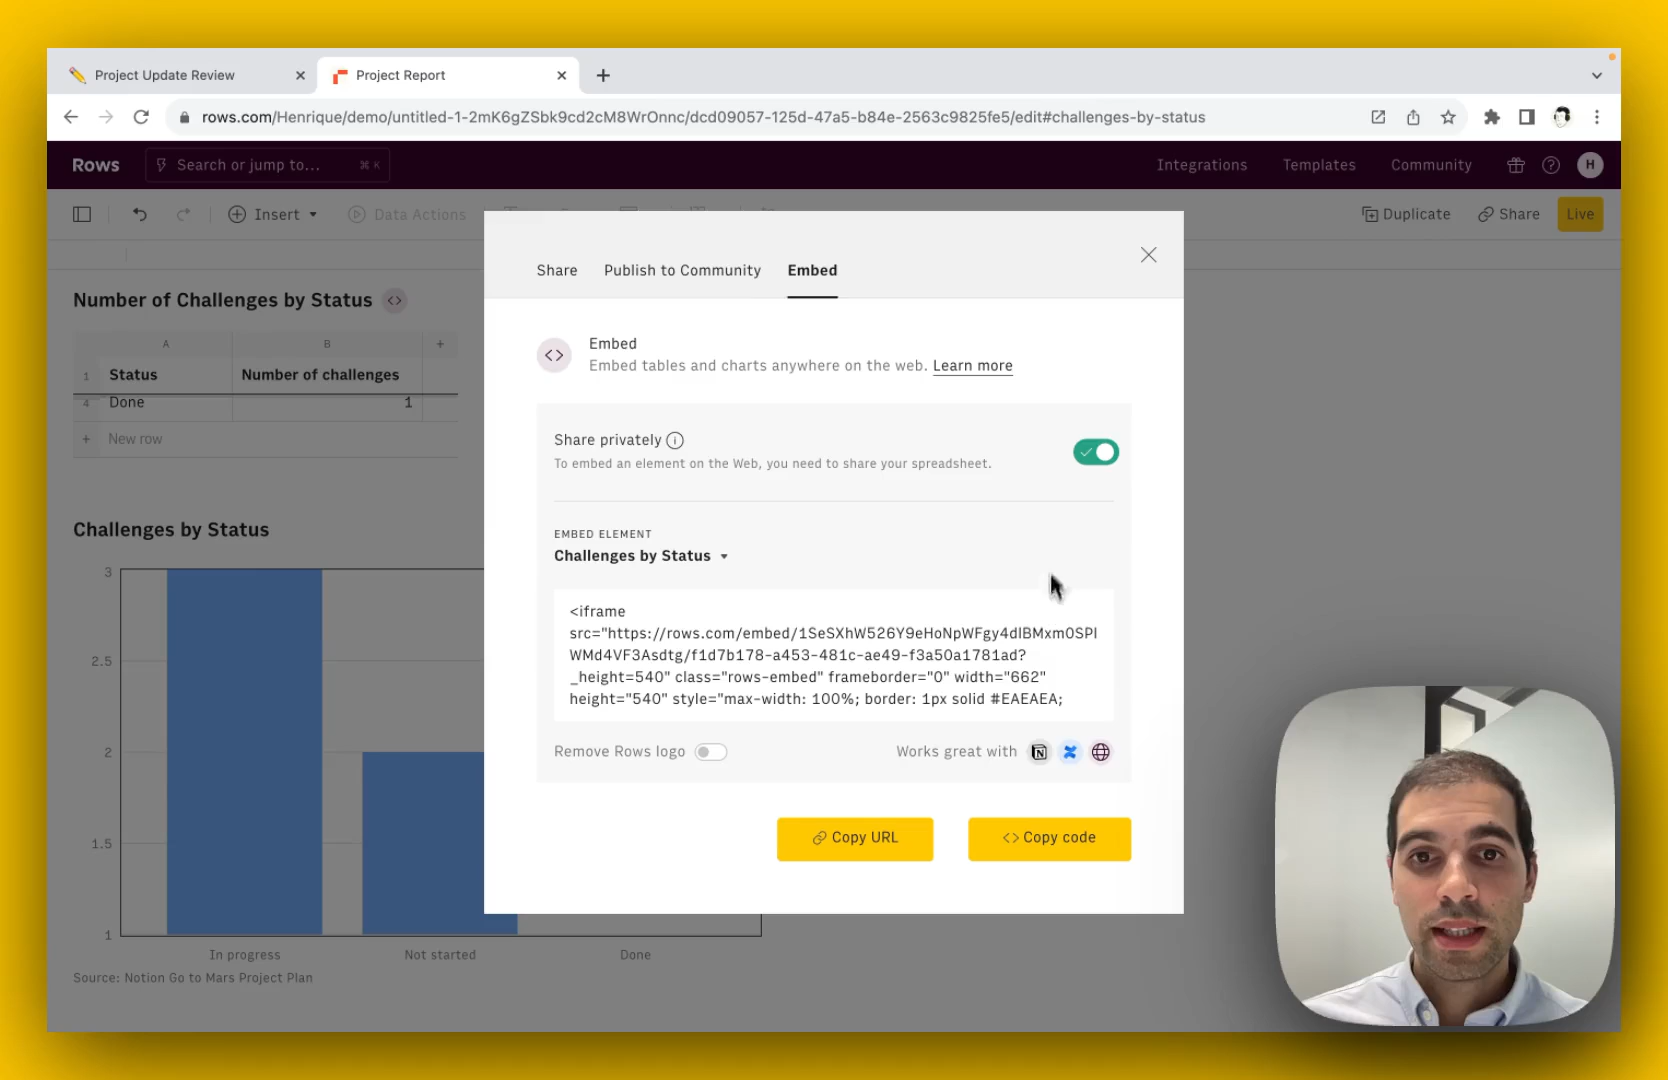 Project Update Review
Project Report
rows.com/Henrique/demo/untitled-1-2mK6gZSbk9cd2cM8WrOnnc/dcd09057-125d-47a5-b84e-2563c9825fe5/edit#challenges-by-status
Rows
Search or jump to... ⌘ K
Integrations
Templates
Community
H
Insert
Data Actions
Duplicate
Share
Live
Number of Challenges by Status <>
A
B
+
1 Status Number of challenges
4 Done 1
+ New row
Challenges by Status
3
2.5
2
1.5
1
In progress
Not started
Done
Source: Notion Go to Mars Project Plan
Share
Publish to Community
Embed
<> Embed
Embed tables and charts anywhere on the web. Learn more
Share privately
To embed an element on the Web, you need to share your spreadsheet.
EMBED ELEMENT
Challenges by Status
<iframe
src="https://rows.com/embed/1SeSXhW526Y9eHoNpWFgy4dlBMxm0SPI
WMd4VF3Asdtg/f1d7b178-a453-481c-ae49-f3a50a1781ad?
_height=540" class="rows-embed" frameborder="0" width="662"
height="540" style="max-width: 100%; border: 1px solid #EAEAEA;
Remove Rows logo
Works great with
Copy URL
<> Copy code